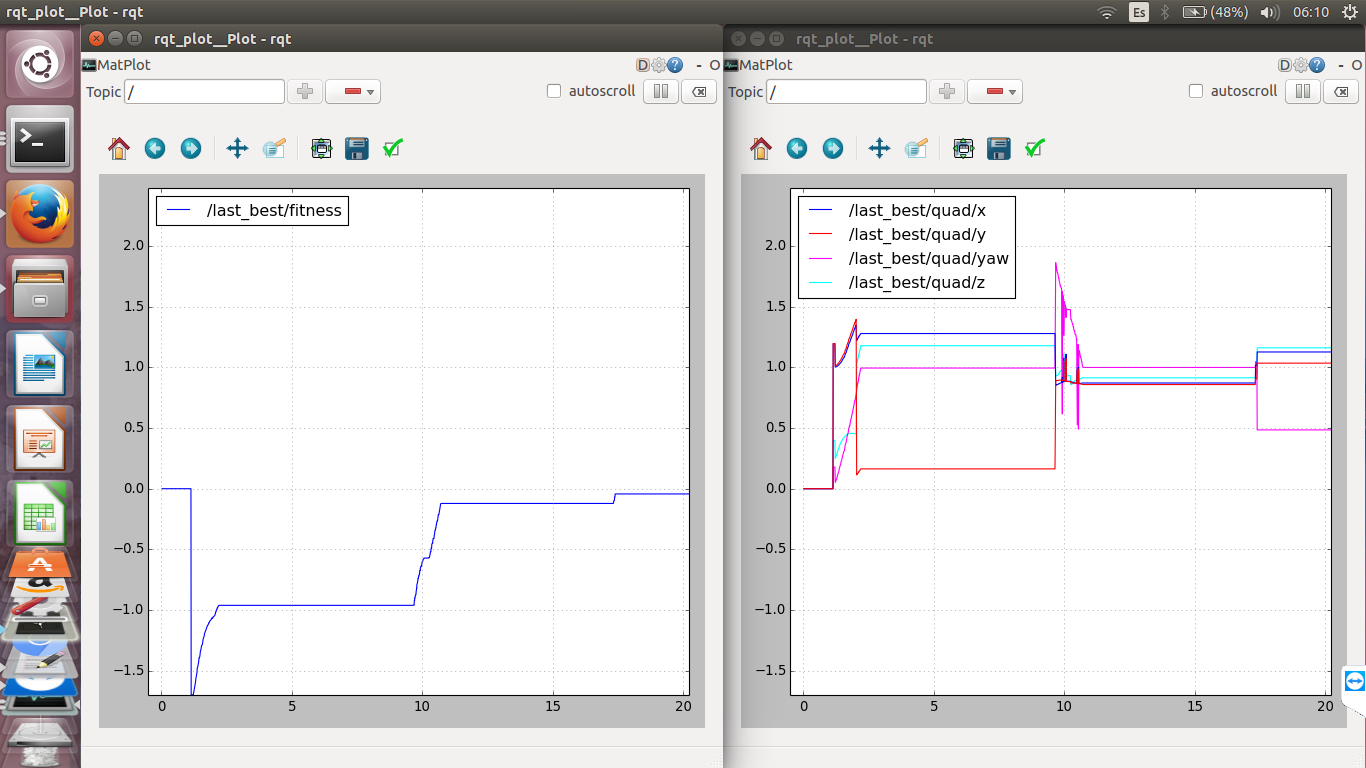 rqt_plot__Plot - rqt
Es
(48%)
06:10
rqt_plot__Plot - rqt
MatPlot
D
- O
Topic /
autoscroll
/last_best/fitness
2.0
1.5
1.0
0.5
0.0
−0.5
−1.0
−1.5
0 5 10 15 20
rqt_plot__Plot - rqt
MatPlot
D
- O
Topic /
autoscroll
/last_best/quad/x
/last_best/quad/y
/last_best/quad/yaw
/last_best/quad/z
2.0
1.5
1.0
0.5
0.0
−0.5
−1.0
−1.5
0 5 10 15 20